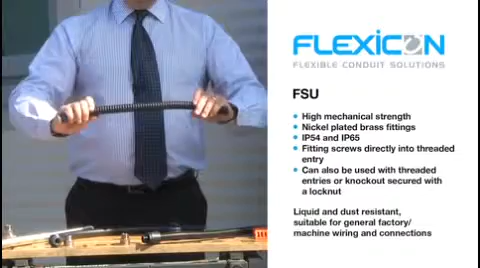 FLEXICON
FLEXIBLE CONDUIT SOLUTIONS
FSU
• High mechanical strength
• Nickel plated brass fittings
• IP54 and IP65
• Fitting screws directly into threaded
entry
• Can also be used with threaded
entries or knockout secured with
a locknut
Liquid and dust resistant,
suitable for general factory/
machine wiring and connections